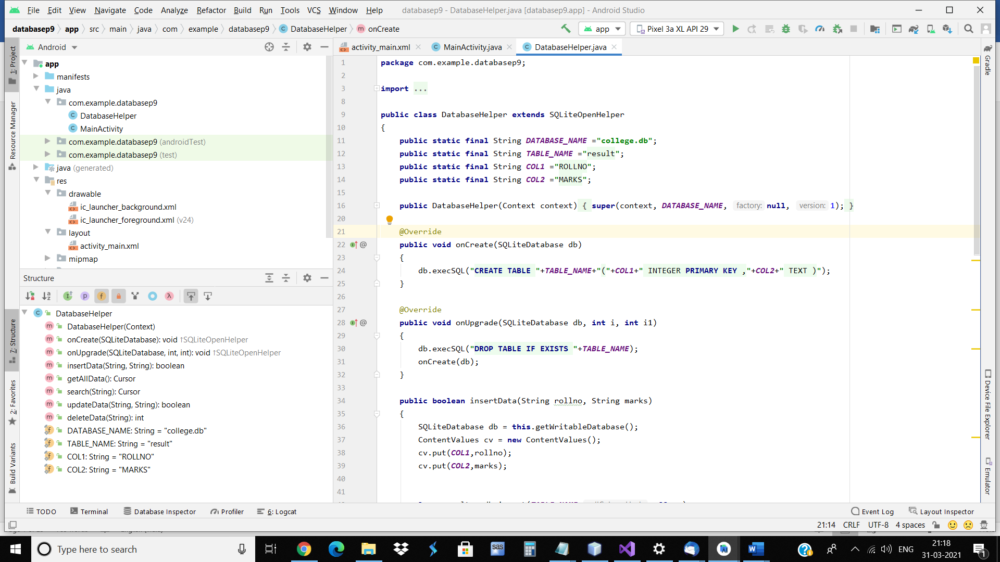 File Edit View Navigate Code Analyze Refactor Build Run Tools VCS Window Help databasep9 - DatabaseHelper.java [databasep9.app] - Android Studio
databasep9 app src main java com example databasep9 DatabaseHelper onCreate app Pixel 3a XL API 29
Android
activity_main.xml MainActivity.java DatabaseHelper.java
1: Project
Resource Manager
7: Structure
2: Favorites
Build Variants
app
manifests
java
com.example.databasep9
DatabaseHelper
MainActivity
com.example.databasep9 (androidTest)
com.example.databasep9 (test)
java (generated)
res
drawable
ic_launcher_background.xml
ic_launcher_foreground.xml (v24)
layout
activity_main.xml
mipmap
Structure
DatabaseHelper
DatabaseHelper(Context)
onCreate(SQLiteDatabase): void ↑SQLiteOpenHelper
onUpgrade(SQLiteDatabase, int, int): void ↑SQLiteOpenHelper
insertData(String, String): boolean
getAllData(): Cursor
search(String): Cursor
updateData(String, String): boolean
deleteData(String): int
DATABASE_NAME: String = "college.db"
TABLE_NAME: String = "result"
COL1: String = "ROLLNO"
COL2: String = "MARKS"
1 package com.example.databasep9;
2
3 import ...
8
9 public class DatabaseHelper extends SQLiteOpenHelper
10 {
11 public static final String DATABASE_NAME ="college.db";
12 public static final String TABLE_NAME ="result";
13 public static final String COL1 ="ROLLNO";
14 public static final String COL2 ="MARKS";
15
16 public DatabaseHelper(Context context) { super(context, DATABASE_NAME, factory: null, version: 1); }
20
21 @Override
22 public void onCreate(SQLiteDatabase db)
23 {
24 db.execSQL("CREATE TABLE "+TABLE_NAME+"("+COL1+" INTEGER PRIMARY KEY ,"+COL2+" TEXT )");
25 }
26
27 @Override
28 public void onUpgrade(SQLiteDatabase db, int i, int i1)
29 {
30 db.execSQL("DROP TABLE IF EXISTS "+TABLE_NAME);
31 onCreate(db);
32 }
33
34 public boolean insertData(String rollno, String marks)
35 {
36 SQLiteDatabase db = this.getWritableDatabase();
37 ContentValues cv = new ContentValues();
38 cv.put(COL1,rollno);
39 cv.put(COL2,marks);
40
41
Gradle
Device File Explorer
Emulator
TODO Terminal Database Inspector Profiler 6: Logcat Event Log Layout Inspector
21:14 CRLF UTF-8 4 spaces
Type here to search
sas
ENG
21:18
31-03-2021
1